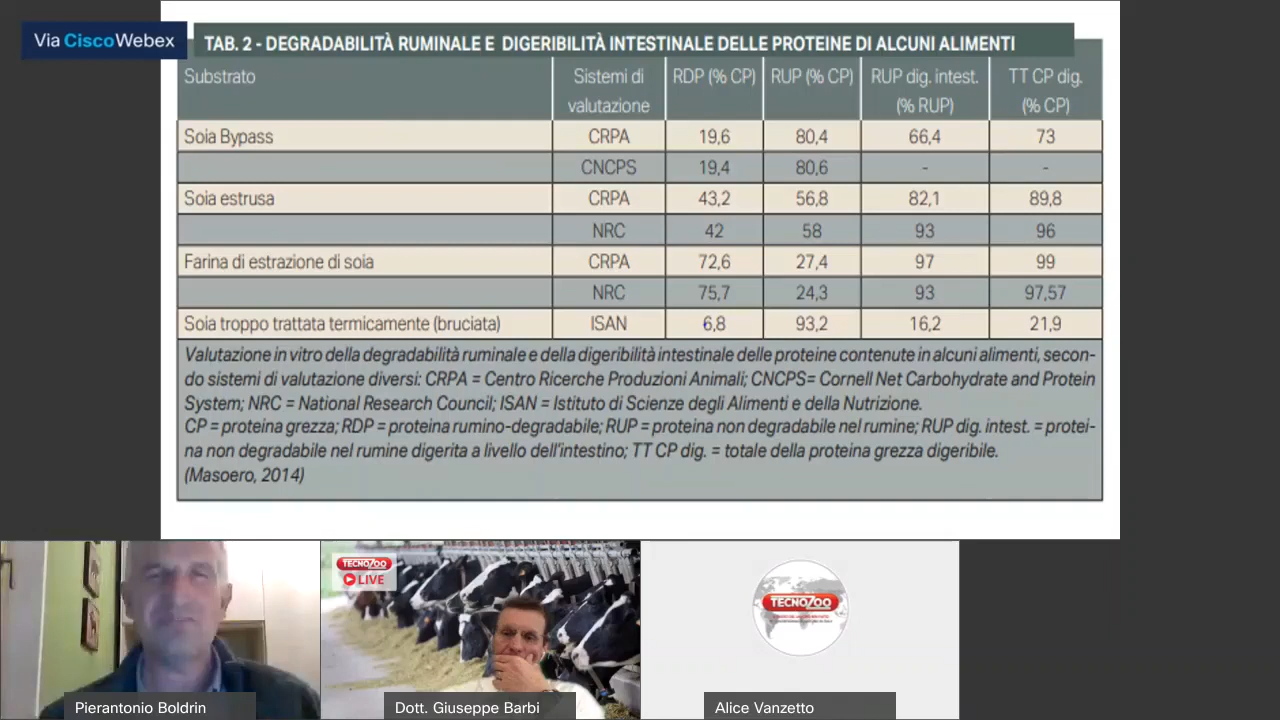 Via Cisco Webex
TAB. 2 - DEGRADABILITÀ RUMINALE E DIGERIBILITÀ INTESTINALE DELLE PROTEINE DI ALCUNI ALIMENTI
Substrato Sistemi di valutazione RDP (% CP) RUP (% CP) RUP dig. intest. (% RUP) TT CP dig. (% CP)
Soia Bypass CRPA 19,6 80,4 66,4 73
CNCPS 19,4 80,6 - -
Soia estrusa CRPA 43,2 56,8 82,1 89,8
NRC 42 58 93 96
Farina di estrazione di soia CRPA 72,6 27,4 97 99
NRC 75,7 24,3 93 97,57
Soia troppo trattata termicamente (bruciata) ISAN 6,8 93,2 16,2 21,9
Valutazione in vitro della degradabilità ruminale e della digeribilità intestinale delle proteine contenute in alcuni alimenti, secon-
do sistemi di valutazione diversi: CRPA = Centro Ricerche Produzioni Animali; CNCPS= Cornell Net Carbohydrate and Protein
System; NRC = National Research Council; ISAN = Istituto di Scienze degli Alimenti e della Nutrizione.
CP = proteina grezza; RDP = proteina rumino-degradabile; RUP = proteina non degradabile nel rumine; RUP dig. intest. = protei-
na non degradabile nel rumine digerita a livello dell'intestino; TT CP dig. = totale della proteina grezza digeribile.
(Masoero, 2014)
TECNOZOO
LIVE
TECNOZOO
Pierantonio Boldrin
Dott. Giuseppe Barbi
Alice Vanzetto